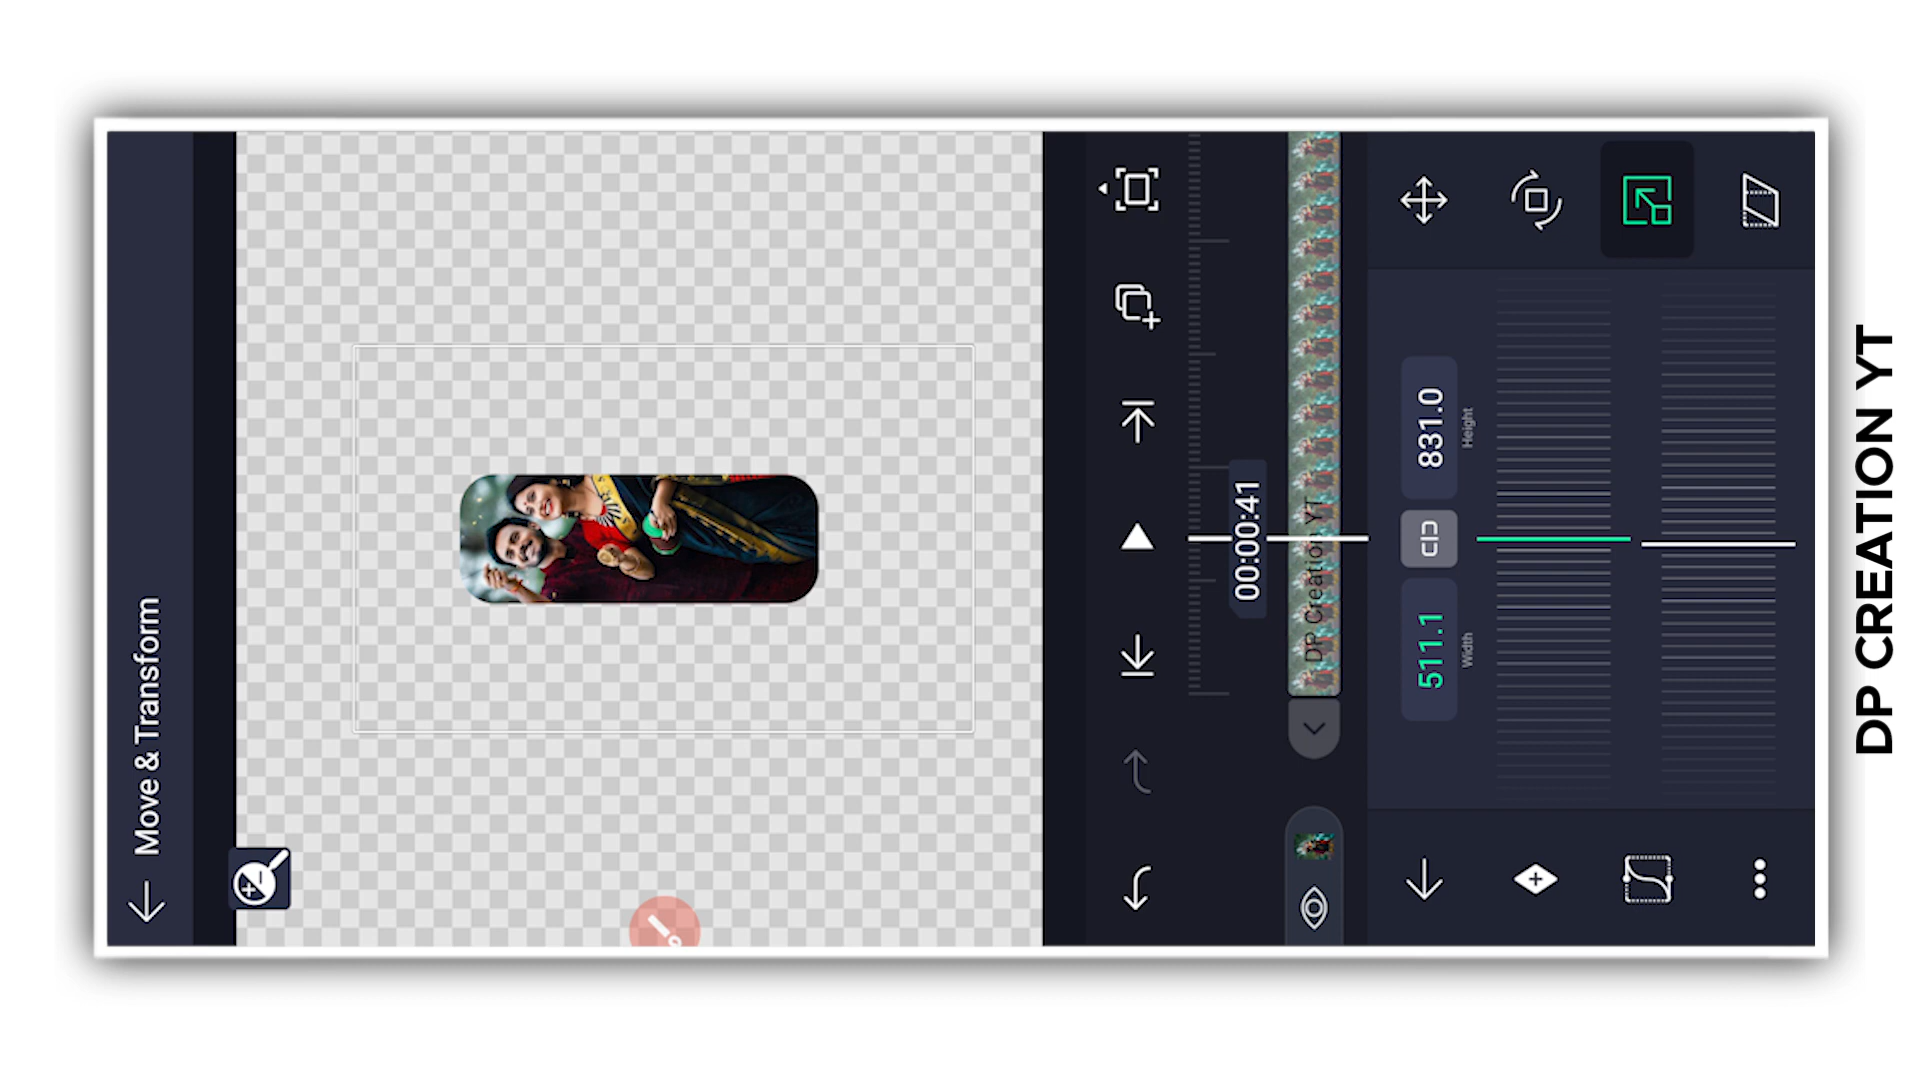 Move & Transform
00:00:41
DP Creation YT
511.1
Width
831.0
Height
DP CREATION YT